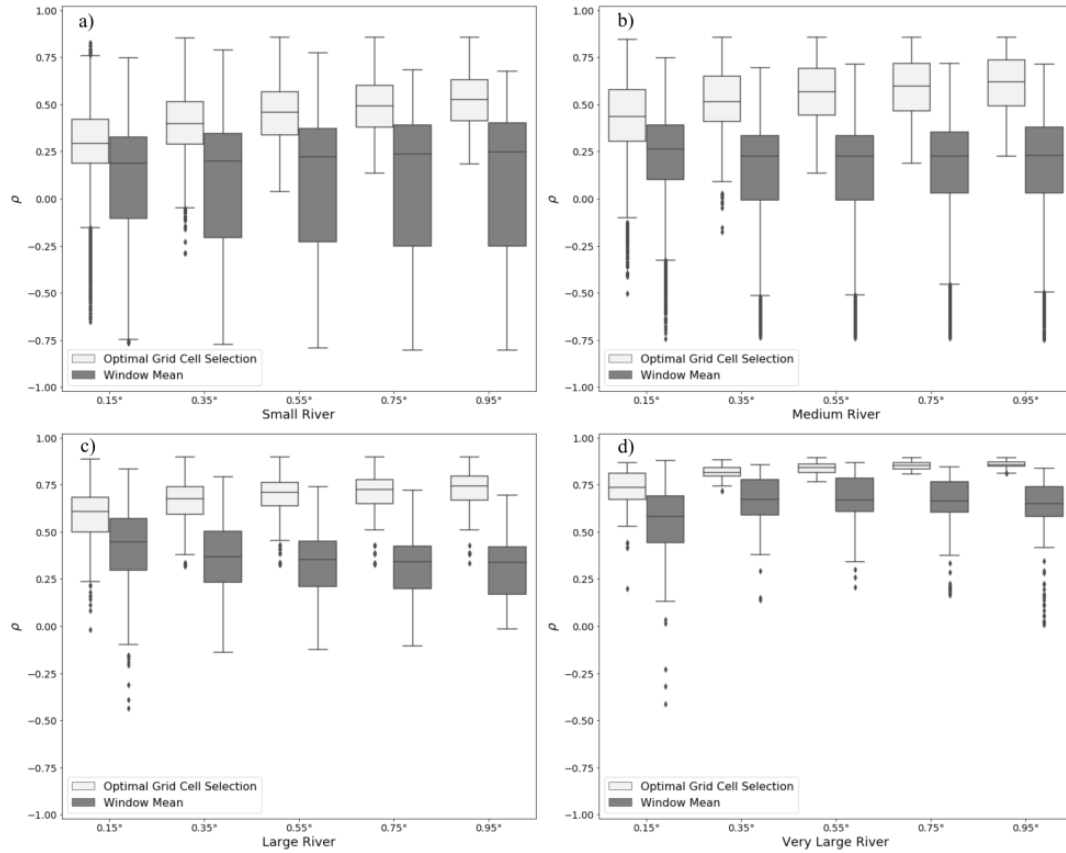 a)
1.00
0.75
0.50
0.25
0.00
−0.25
−0.50
−0.75
−1.00
ρ
Optimal Grid Cell Selection
Window Mean
0.15° 0.35° 0.55° 0.75° 0.95°
Small River
b)
1.00
0.75
0.50
0.25
0.00
−0.25
−0.50
−0.75
−1.00
ρ
Optimal Grid Cell Selection
Window Mean
0.15° 0.35° 0.55° 0.75° 0.95°
Medium River
c)
1.00
0.75
0.50
0.25
0.00
−0.25
−0.50
−0.75
−1.00
ρ
Optimal Grid Cell Selection
Window Mean
0.15° 0.35° 0.55° 0.75° 0.95°
Large River
d)
1.00
0.75
0.50
0.25
0.00
−0.25
−0.50
−0.75
−1.00
ρ
Optimal Grid Cell Selection
Window Mean
0.15° 0.35° 0.55° 0.75° 0.95°
Very Large River